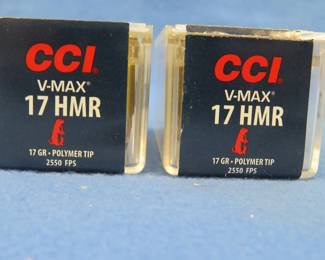 CCI®
V-MAX®
17 HMR
17 GR • POLYMER TIP
2550 FPS
CCI®
V-MAX®
17 HMR
17 GR • POLYMER TIP
2550 FPS